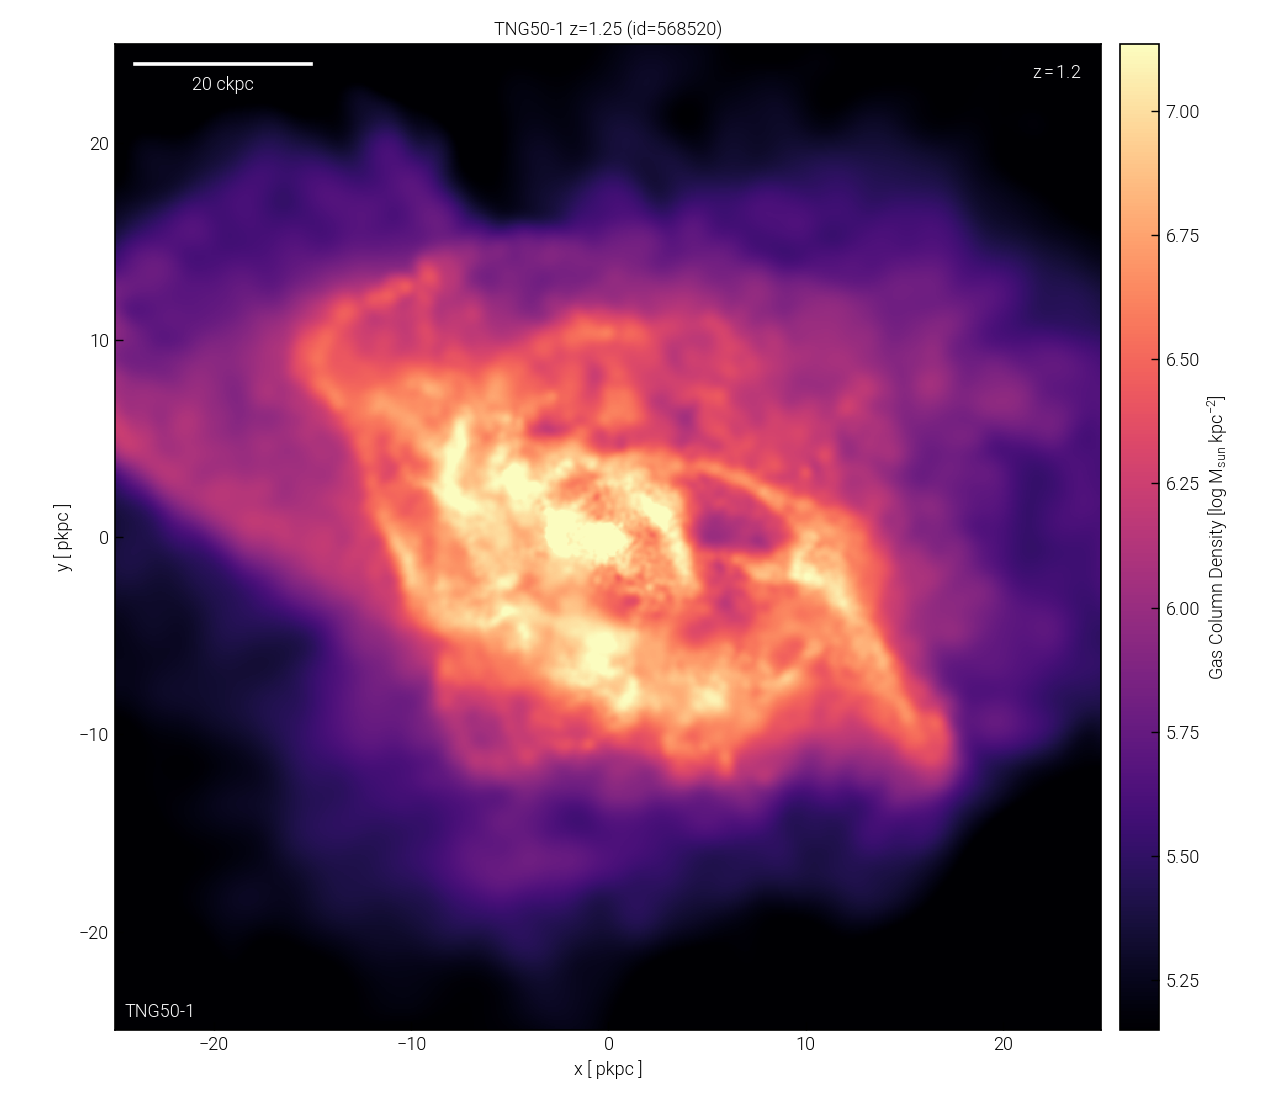 TNG50-1 z=1.25 (id=568520)
20 ckpc
z = 1.2
TNG50-1
20
10
0
−10
−20
y [ pkpc ]
−20
−10
0
10
20
x [ pkpc ]
7.00
6.75
6.50
6.25
6.00
5.75
5.50
5.25
Gas Column Density [log M_sun kpc⁻²]